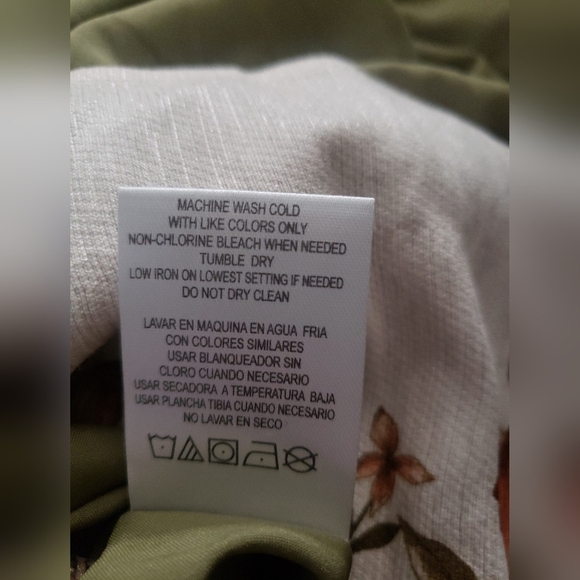 MACHINE WASH COLD
WITH LIKE COLORS ONLY
NON-CHLORINE BLEACH WHEN NEEDED
TUMBLE DRY
LOW IRON ON LOWEST SETTING IF NEEDED
DO NOT DRY CLEAN
LAVAR EN MAQUINA EN AGUA FRIA
CON COLORES SIMILARES
USAR BLANQUEADOR SIN
CLORO CUANDO NECESARIO
USAR SECADORA A TEMPERATURA BAJA
USAR PLANCHA TIBIA CUANDO NECESARIO
NO LAVAR EN SECO